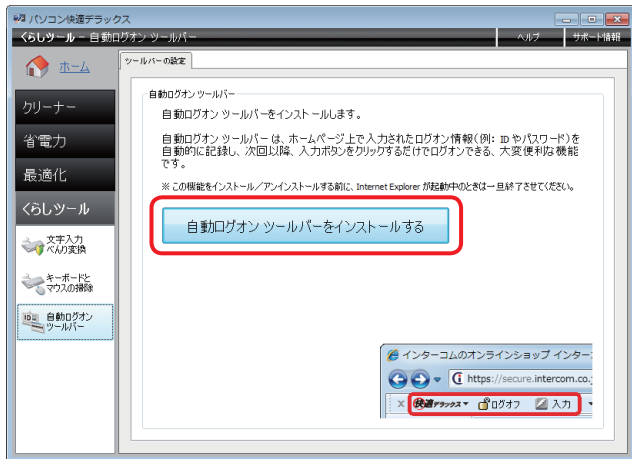 パソコン快適デラックス
くらしツール - 自動ログオン ツールバー
ヘルプ
サポート情報
ホーム
クリーナー
省電力
最適化
くらしツール
文字入力
べんり変換
キーボードと
マウスの掃除
自動ログオン
ツールバー
ツールバーの設定
自動ログオン ツールバー
自動ログオン ツールバーをインストールします。
自動ログオン ツールバー は、ホームページ上で入力されたログオン情報(例: ID やパスワード)を
自動的に記録し、次回以降、入力ボタンをクリックするだけでログオンできる、大変便利な機能
です。
※ この機能をインストール/アンインストールする前に、Internet Explorer が起動中のときは一旦終了させてください。
自動ログオン ツールバーをインストールする
インターコムのオンラインショップ インター
https://secure.intercom.co.j
快適デラックス
ログオフ
入力